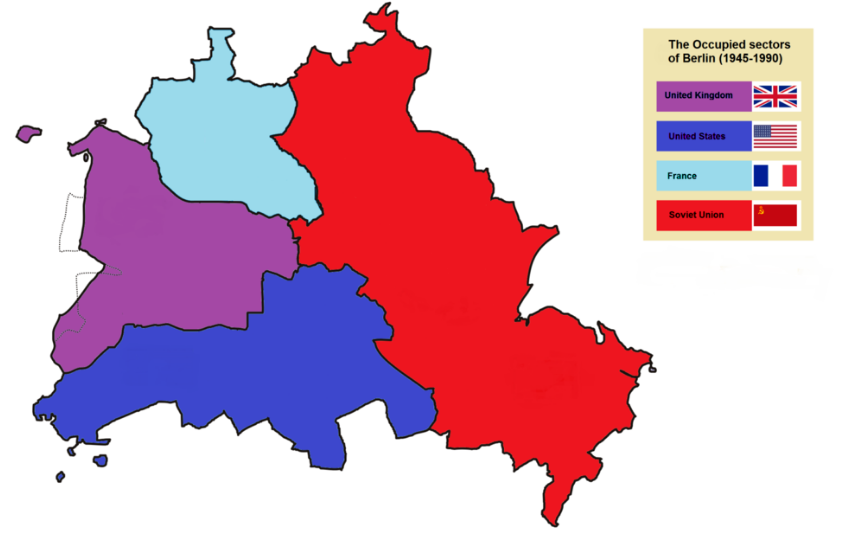 The Occupied sectors
of Berlin (1945-1990)
United Kingdom
United States
France
Soviet Union